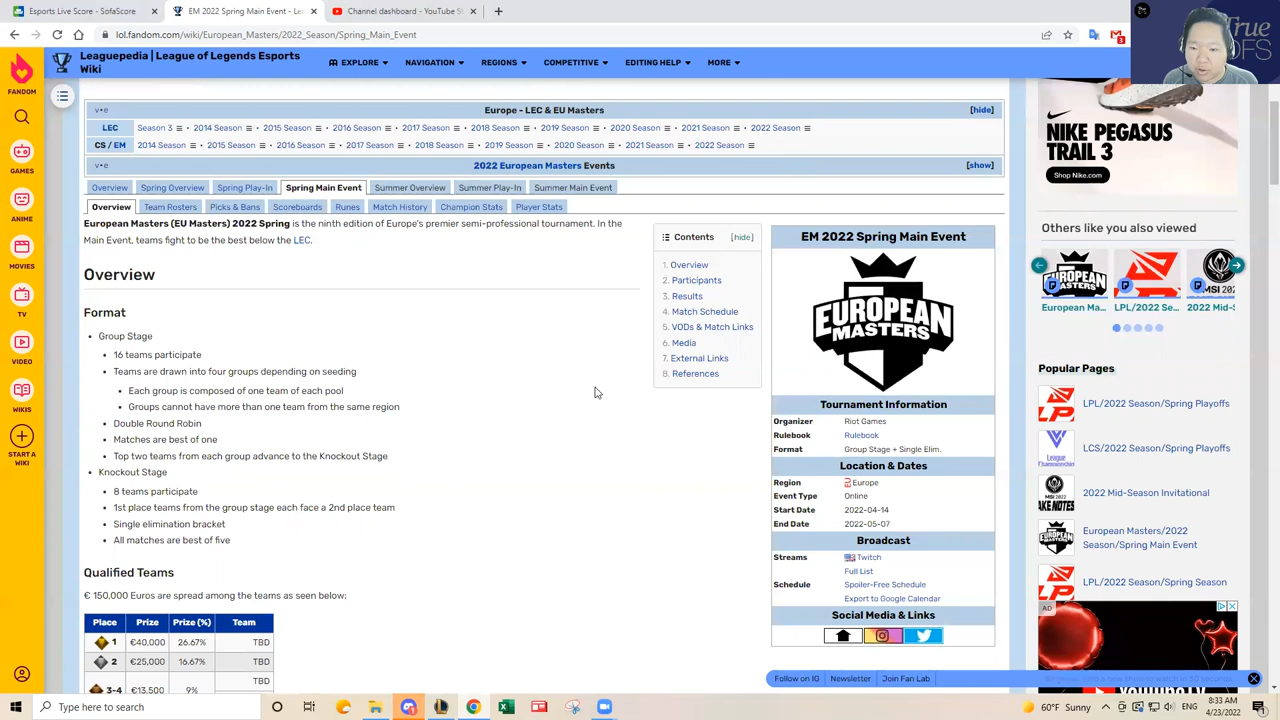 Esports Live Score - SofaScore
EM 2022 Spring Main Event - Le
Channel dashboard - YouTube S
lol.fandom.com/wiki/European_Masters/2022_Season/Spring_Main_Event
3
True
OFS
FANDOM
GAMES
ANIME
MOVIES
TV
VIDEO
WIKIS
START A
WIKI
Leaguepedia | League of Legends Esports
Wiki
EXPLORE
NAVIGATION
REGIONS
COMPETITIVE
EDITING HELP
MORE
v•e
Europe - LEC & EU Masters
[hide]
LEC
Season 3 • 2014 Season • 2015 Season • 2016 Season • 2017 Season • 2018 Season • 2019 Season • 2020 Season • 2021 Season • 2022 Season
CS / EM
2014 Season • 2015 Season • 2016 Season • 2017 Season • 2018 Season • 2019 Season • 2020 Season • 2021 Season • 2022 Season
v•e
2022 European Masters Events
[show]
Overview Spring Overview Spring Play-In Spring Main Event Summer Overview Summer Play-In Summer Main Event
Overview Team Rosters Picks & Bans Scoreboards Runes Match History Champion Stats Player Stats
European Masters (EU Masters) 2022 Spring is the ninth edition of Europe's premier semi-professional tournament. In the
Main Event, teams fight to be the best below the LEC.
Overview
Format
• Group Stage
• 16 teams participate
• Teams are drawn into four groups depending on seeding
• Each group is composed of one team of each pool
• Groups cannot have more than one team from the same region
• Double Round Robin
• Matches are best of one
• Top two teams from each group advance to the Knockout Stage
• Knockout Stage
• 8 teams participate
• 1st place teams from the group stage each face a 2nd place team
• Single elimination bracket
• All matches are best of five
Qualified Teams
€ 150,000 Euros are spread among the teams as seen below:
Place Prize Prize (%) Team
1 €40,000 26.67% TBD
2 €25,000 16.67% TBD
TBD
3-4 €13,500 9%
Contents [hide]
1. Overview
2. Participants
3. Results
4. Match Schedule
5. VODs & Match Links
6. Media
7. External Links
8. References
EM 2022 Spring Main Event
EUROPEAN
MASTERS
Tournament Information
Organizer Riot Games
Rulebook Rulebook
Format Group Stage + Single Elim.
Location & Dates
Region Europe
Event Type Online
Start Date 2022-04-14
End Date 2022-05-07
Broadcast
Streams Twitch
Full List
Schedule Spoiler-Free Schedule
Export to Google Calendar
Social Media & Links
NIKE PEGASUS
TRAIL 3
Shop Nike.com
Others like you also viewed
EUROPEAN
MASTERS
MSI 202
European Ma...
LPL/2022 Se...
2022 Mid-S
Popular Pages
LPL/2022 Season/Spring Playoffs
LCS/2022 Season/Spring Playoffs
2022 Mid-Season Invitational
European Masters/2022
Season/Spring Main Event
LPL/2022 Season/Spring Season
AD
Follow on IG
Newsletter
Join Fan Lab
Type here to search
60°F Sunny
8:33 AM
4/23/2022